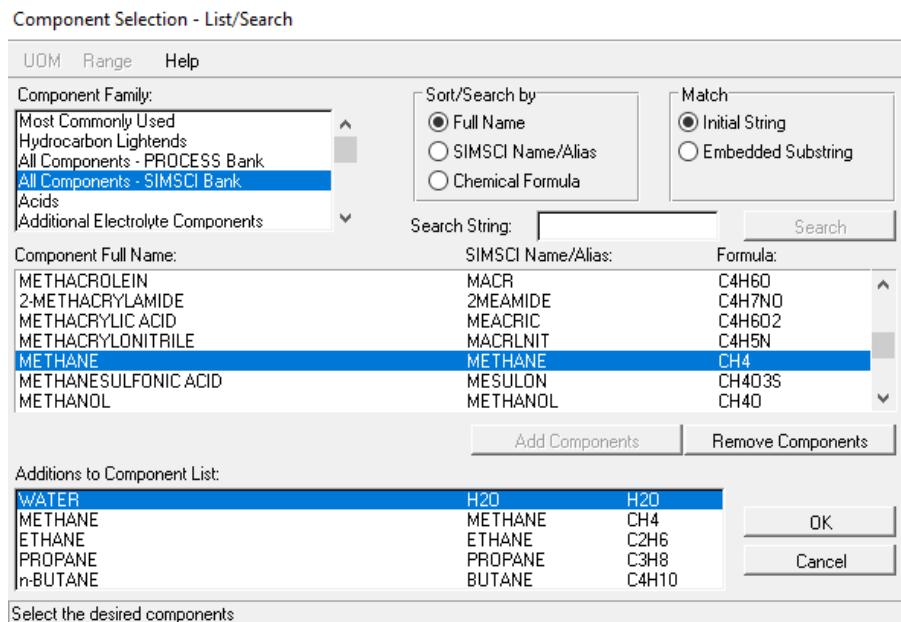 Component Selection - List/Search
UOM Range Help
Component Family:
Most Commonly Used
Hydrocarbon Lightends
All Components - PROCESS Bank
All Components - SIMSCI Bank
Acids
Additional Electrolyte Components
Sort/Search by
Full Name
SIMSCI Name/Alias
Chemical Formula
Match
Initial String
Embedded Substring
Search String: Search
Component Full Name: SIMSCI Name/Alias: Formula:
METHACROLEIN MACR C4H6O
2-METHACRYLAMIDE 2MEAMIDE C4H7NO
METHACRYLIC ACID MEACRIC C4H6O2
METHACRYLONITRILE MACRLNIT C4H5N
METHANE METHANE CH4
METHANESULFONIC ACID MESULON CH4O3S
METHANOL METHANOL CH4O
Add Components Remove Components
Additions to Component List:
WATER H2O H2O
METHANE METHANE CH4
ETHANE ETHANE C2H6
PROPANE PROPANE C3H8
n-BUTANE BUTANE C4H10
OK
Cancel
Select the desired components